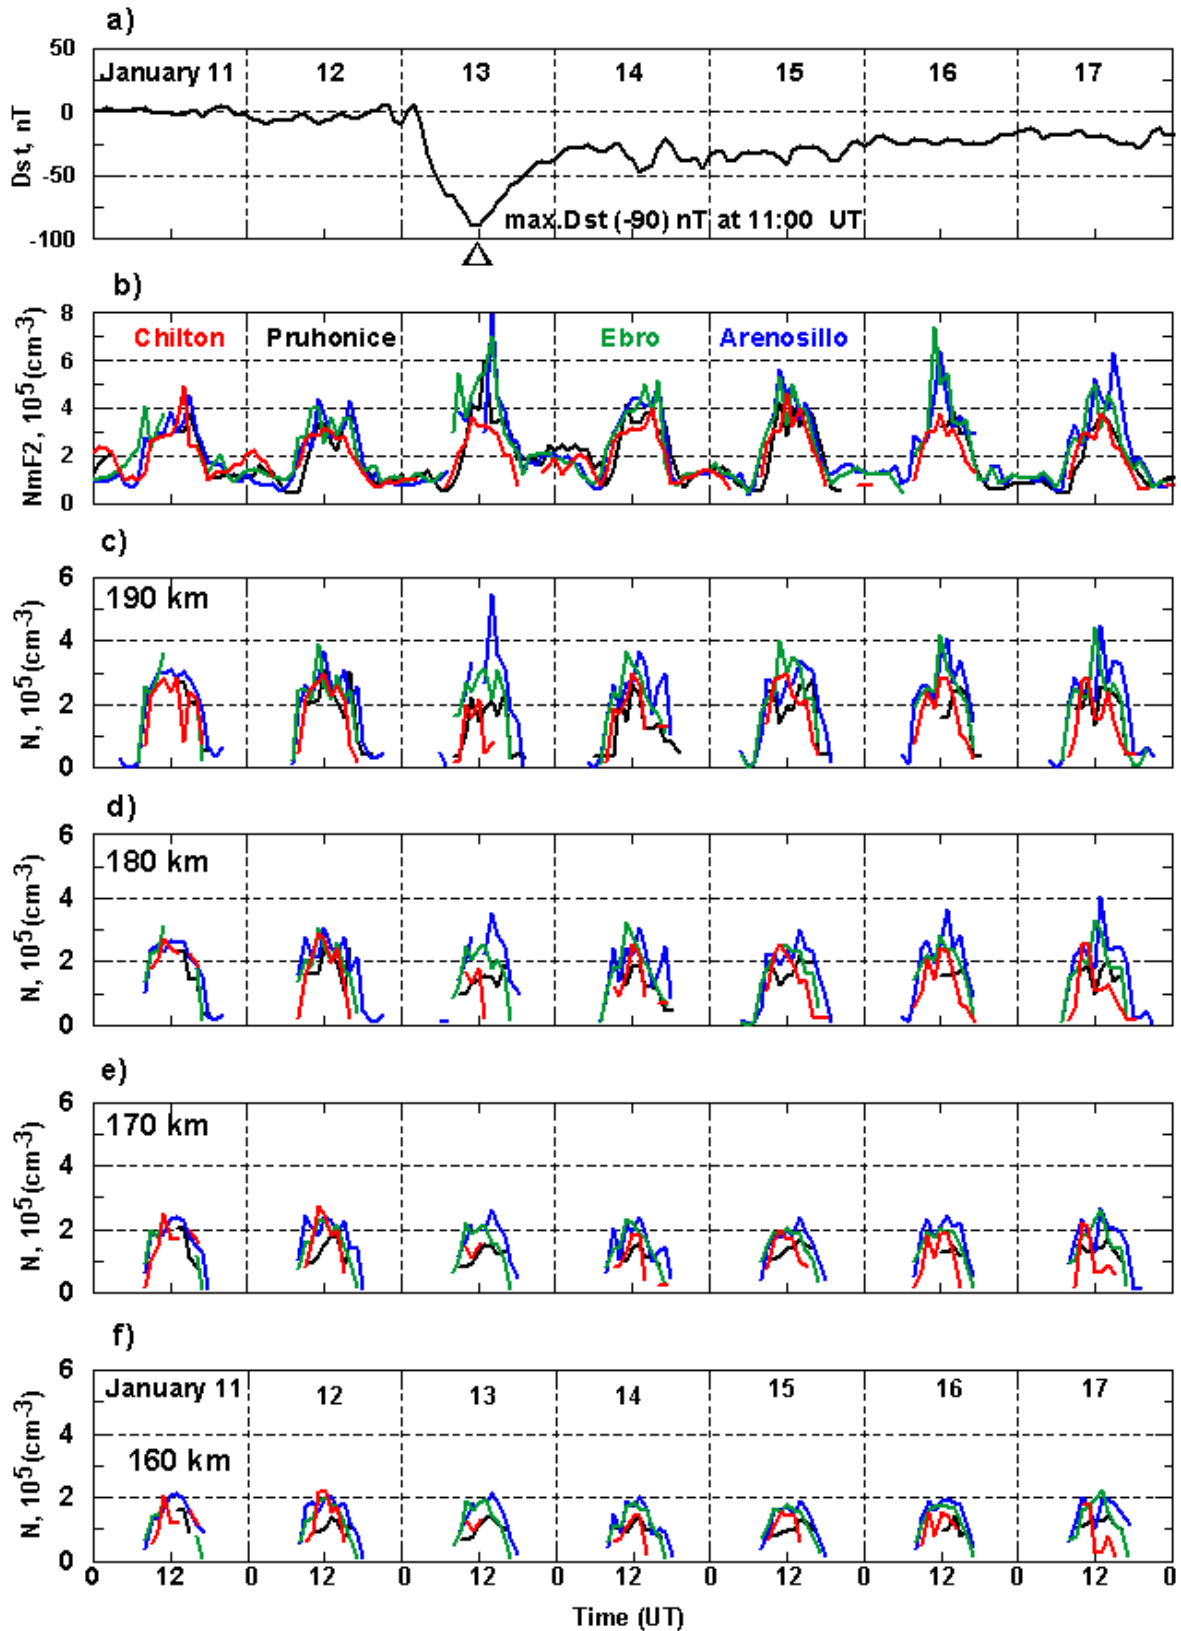 a)
50
0
-50
-100
Dst, nT
January 11 12 13 14 15 16 17
max.Dst (-90) nT at 11:00 UT
b)
8
6
4
2
0
NmF2, 10^5(cm-3)
Chilton Pruhonice Ebro Arenosillo
c)
6
4
2
0
N, 10^5(cm-3)
190 km
d)
6
4
2
0
N, 10^5(cm-3)
180 km
e)
6
4
2
0
N, 10^5(cm-3)
170 km
f)
6
4
2
0
N, 10^5(cm-3)
January 11 12 13 14 15 16 17
160 km
0 12 0 12 0 12 0 12 0 12 0 12 0 12 0
Time (UT)